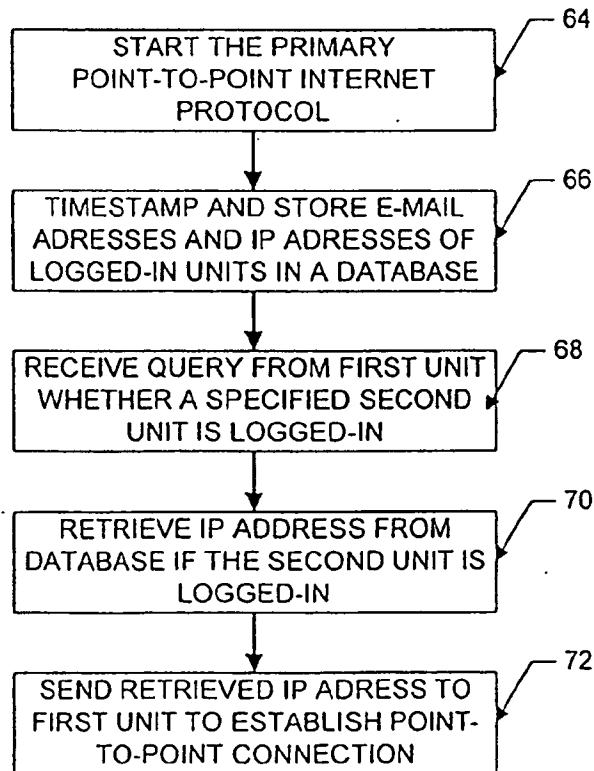 64
START THE PRIMARY
POINT-TO-POINT INTERNET
PROTOCOL
66
TIMESTAMP AND STORE E-MAIL
ADRESSES AND IP ADRESSES OF
LOGGED-IN UNITS IN A DATABASE
68
RECEIVE QUERY FROM FIRST UNIT
WHETHER A SPECIFIED SECOND
UNIT IS LOGGED-IN
70
RETRIEVE IP ADDRESS FROM
DATABASE IF THE SECOND UNIT IS
LOGGED-IN
72
SEND RETRIEVED IP ADRESS TO
FIRST UNIT TO ESTABLISH POINT-
TO-POINT CONNECTION